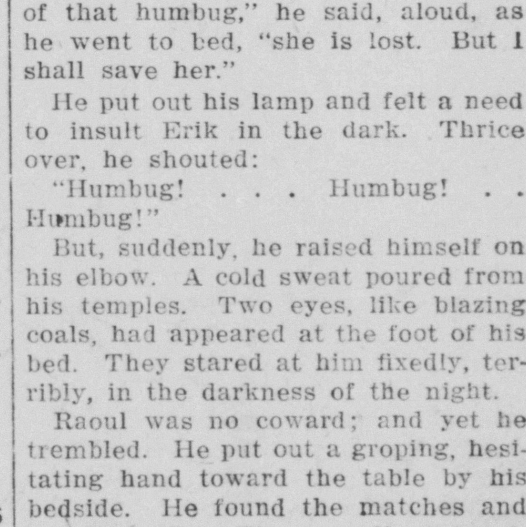 of that humbug,” he said, aloud, as
he went to bed, “she is lost. But I
shall save her.”
He put out his lamp and felt a need
to insult Erik in the dark. Thrice
over, he shouted:
“Humbug! . . . Humbug! . .
Humbug!”
But, suddenly, he raised himself on
his elbow. A cold sweat poured from
his temples. Two eyes, like blazing
coals, had appeared at the foot of his
bed. They stared at him fixedly, ter-
ribly, in the darkness of the night.
Raoul was no coward; and yet he
trembled. He put out a groping, hesi-
tating hand toward the table by his
bedside. He found the matches and